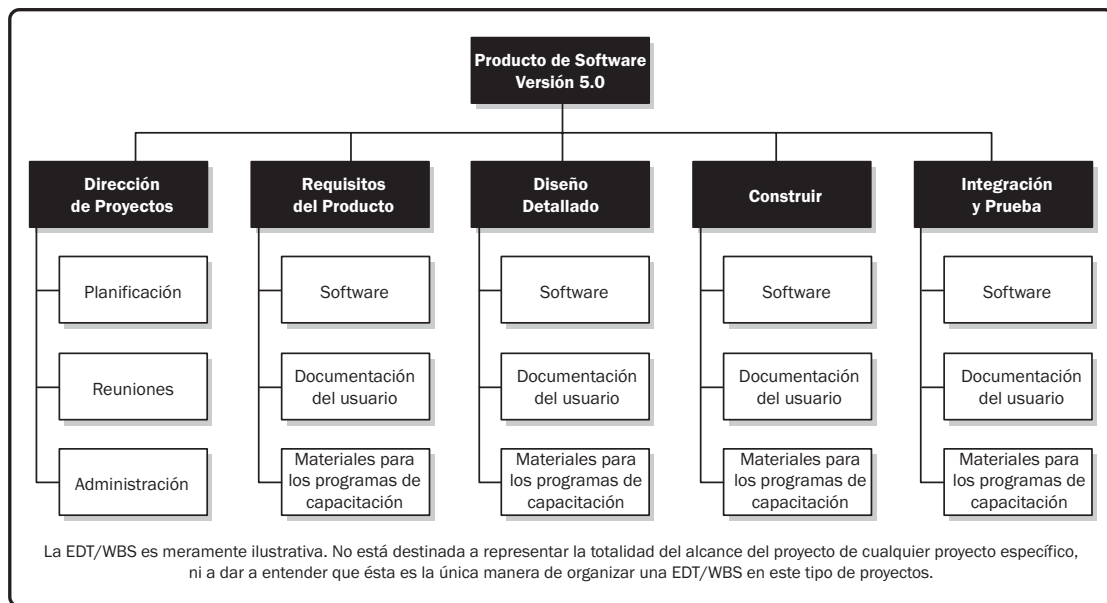 Producto de Software
Versión 5.0
Dirección
de Proyectos
Requisitos
del Producto
Diseño
Detallado
Construir
Integración
y Prueba
Planificación
Software
Software
Software
Software
Reuniones
Documentación
del usuario
Documentación
del usuario
Documentación
del usuario
Documentación
del usuario
Administración
Materiales para
los programas de
capacitación
Materiales para
los programas de
capacitación
Materiales para
los programas de
capacitación
Materiales para
los programas de
capacitación
La EDT/WBS es meramente ilustrativa. No está destinada a representar la totalidad del alcance del proyecto de cualquier proyecto específico,
ni a dar a entender que ésta es la única manera de organizar una EDT/WBS en este tipo de proyectos.